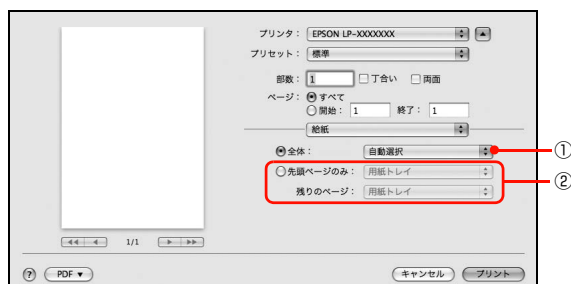 プリンタ： EPSON LP-XXXXXXX
プリセット： 標準
部数： 1 丁合い 両面
ページ： すべて
開始： 1 終了： 1
給紙
全体： 自動選択 ①
先頭ページのみ： 用紙トレイ
残りのページ： 用紙トレイ ②
1/1
? PDF▼ キャンセル プリント